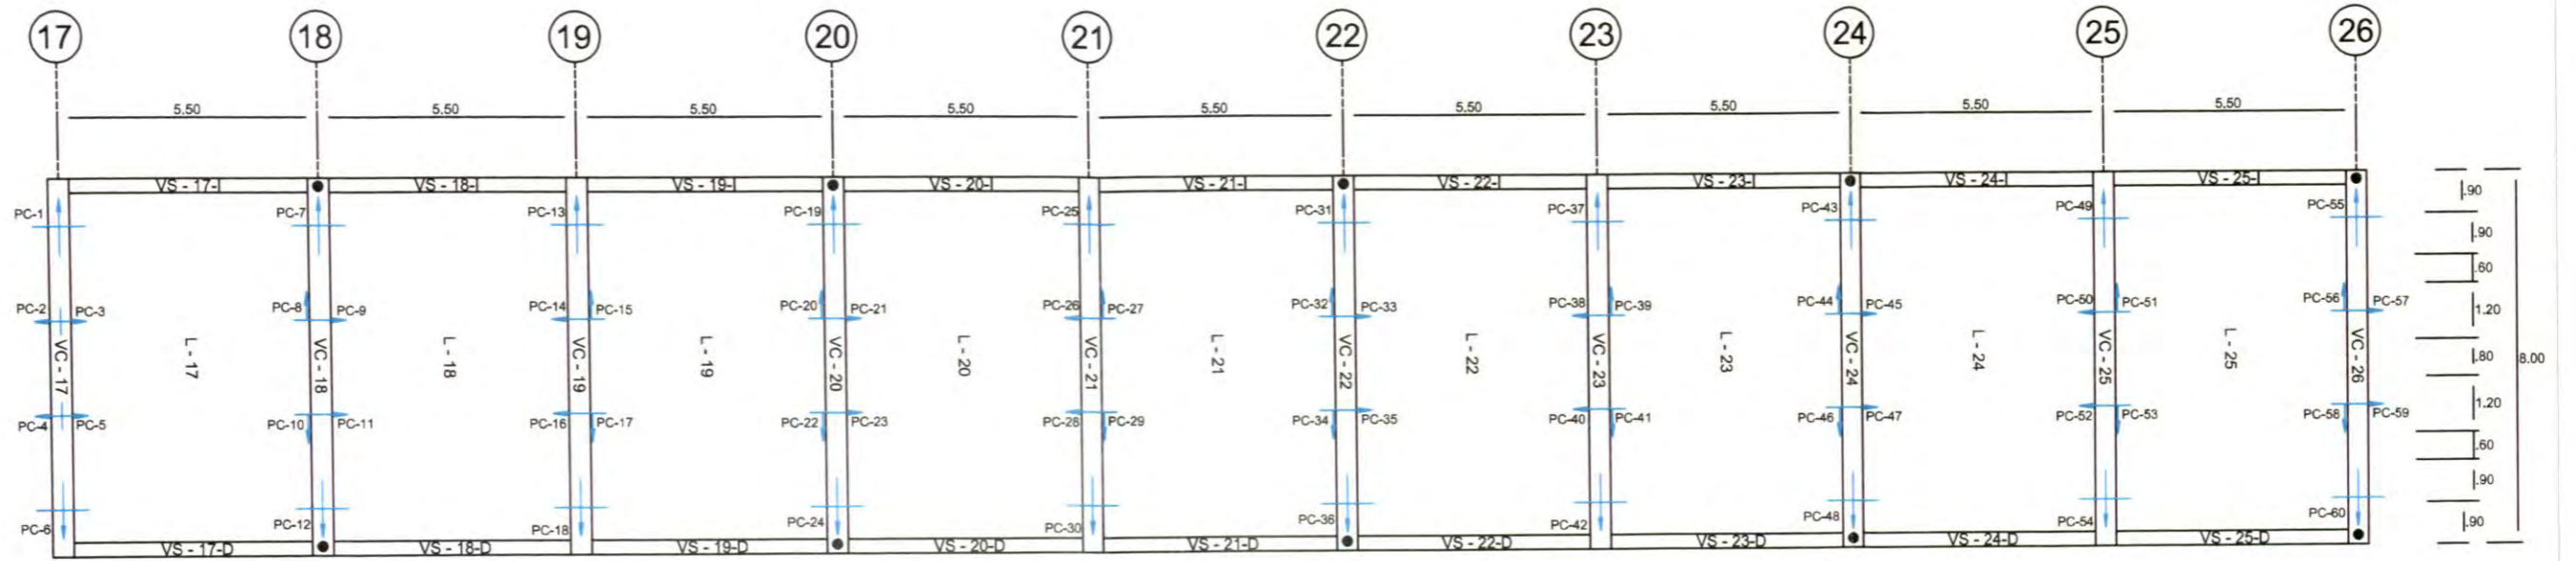 17 18 19 20 21 22 23 24 25 26
5.50 5.50 5.50 5.50 5.50 5.50 5.50 5.50 5.50
VS - 17-I VS - 18-I VS - 19-I VS - 20-I VS - 21-I VS - 22-I VS - 23-I VS - 24-I VS - 25-I
.90
PC-1 PC-7 PC-13 PC-19 PC-25 PC-31 PC-37 PC-43 PC-49 PC-55
.90
.60
PC-2 PC-3 PC-8 PC-9 PC-14 PC-15 PC-20 PC-21 PC-26 PC-27 PC-32 PC-33 PC-38 PC-39 PC-44 PC-45 PC-50 PC-51 PC-56 PC-57
1.20
VC - 17 L - 17 VC - 18 L - 18 VC - 19 L - 19 VC - 20 L - 20 VC - 21 L - 21 VC - 22 L - 22 VC - 23 L - 23 VC - 24 L - 24 VC - 25 L - 25 VC - 26
.80 8.00
1.20
PC-4 PC-5 PC-10 PC-11 PC-16 PC-17 PC-22 PC-23 PC-28 PC-29 PC-34 PC-35 PC-40 PC-41 PC-46 PC-47 PC-52 PC-53 PC-58 PC-59
.60
.90
PC-6 PC-12 PC-18 PC-24 PC-30 PC-36 PC-42 PC-48 PC-54 PC-60
.90
VS - 17-D VS - 18-D VS - 19-D VS - 20-D VS - 21-D VS - 22-D VS - 23-D VS - 24-D VS - 25-D